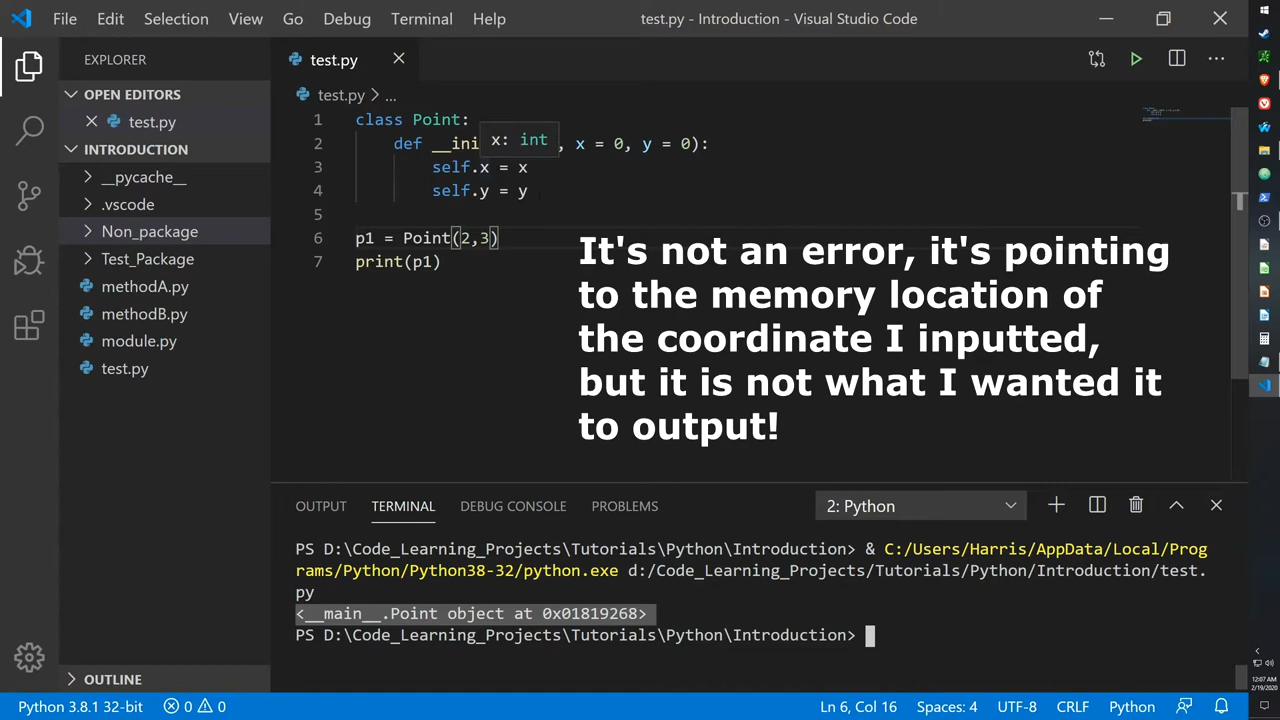 File Edit Selection View Go Debug Terminal Help test.py - Introduction - Visual Studio Code
EXPLORER
OPEN EDITORS
test.py
INTRODUCTION
__pycache__
.vscode
Non_package
Test_Package
methodA.py
methodB.py
module.py
test.py
OUTLINE
test.py
test.py > ...
1 class Point:
x: int
2 def __ini , x = 0, y = 0):
3 self.x = x
4 self.y = y
5
6 p1 = Point(2,3)
7 print(p1)
It's not an error, it's pointing
to the memory location of
the coordinate I inputted,
but it is not what I wanted it
to output!
OUTPUT TERMINAL DEBUG CONSOLE PROBLEMS 2: Python
PS D:\Code_Learning_Projects\Tutorials\Python\Introduction> & C:/Users/Harris/AppData/Local/Prog
rams/Python/Python38-32/python.exe d:/Code_Learning_Projects/Tutorials/Python/Introduction/test.
py
<__main__.Point object at 0x01819268>
PS D:\Code_Learning_Projects\Tutorials\Python\Introduction>
Python 3.8.1 32-bit 0 0 Ln 6, Col 16 Spaces: 4 UTF-8 CRLF Python
12:07 AM
2/19/2020